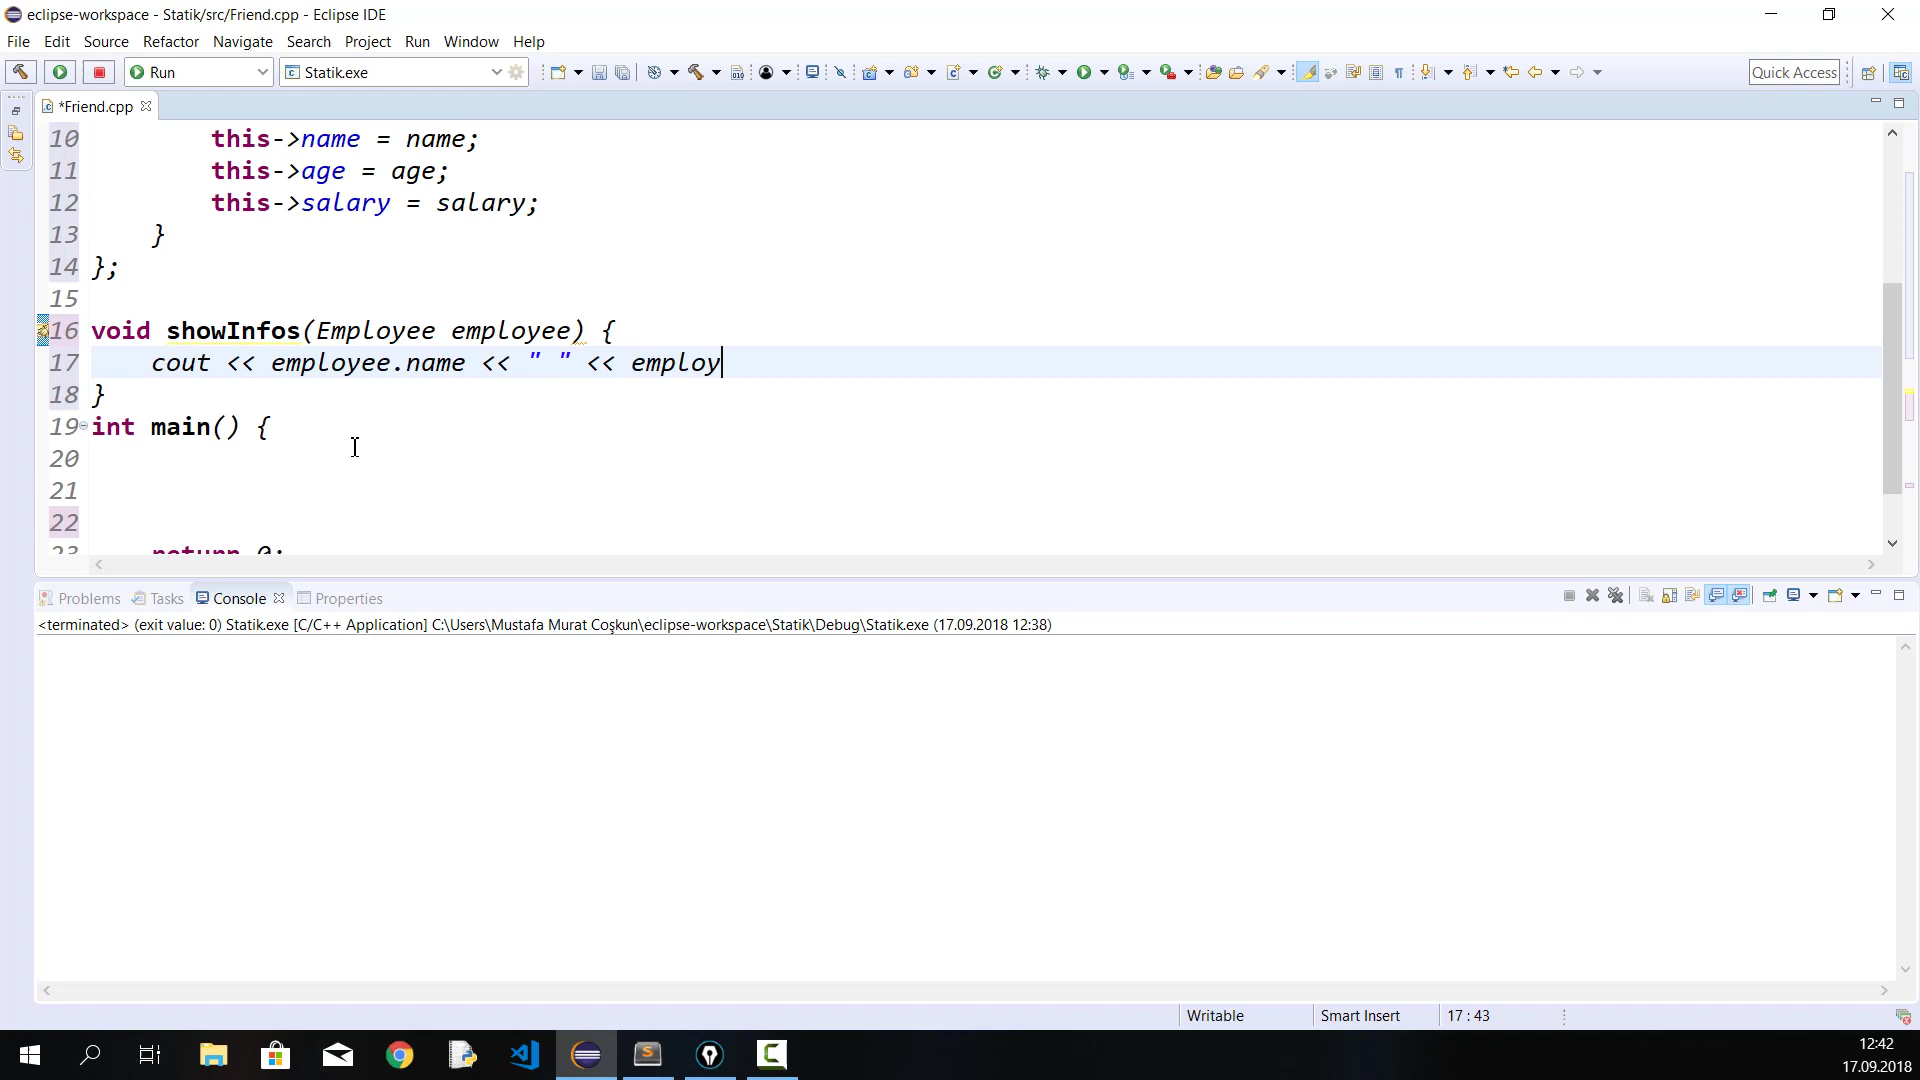 eclipse-workspace - Statik/src/Friend.cpp - Eclipse IDE
File Edit Source Refactor Navigate Search Project Run Window Help
Run Statik.exe Quick Access
*Friend.cpp
10 this->name = name;
11 this->age = age;
12 this->salary = salary;
13 }
14 };
15
16 void showInfos(Employee employee) {
17 cout << employee.name << " " << employ
18 }
19 int main() {
20
21
22
23 return 0;
Problems Tasks Console Properties
<terminated> (exit value: 0) Statik.exe [C/C++ Application] C:\Users\Mustafa Murat Coşkun\eclipse-workspace\Statik\Debug\Statik.exe (17.09.2018 12:38)
Writable Smart Insert 17 : 43
12:42
17.09.2018